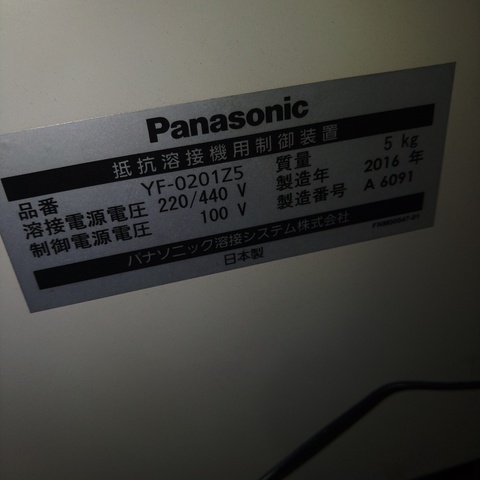 Panasonic
抵抗溶接機用制御装置
品番 YF-0201Z5 質量 5 kg
溶接電源電圧 220/440 V 製造年 2016 年
制御電源電圧 100 V 製造番号 A 6091
パナソニック溶接システム株式会社
日本製